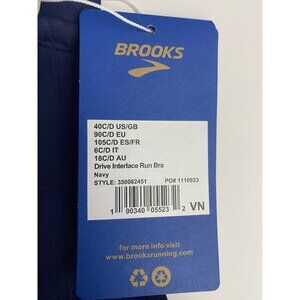 BROOKS
40C/D US/GB
90C/D EU
105C/D ES/FR
6C/D IT
18C/D AU
Drive Interlace Run Bra
Navy
STYLE: 350082451 PO# 1110923
1 90340 05523 2 VN
for more info visit
www.brooksrunning.com